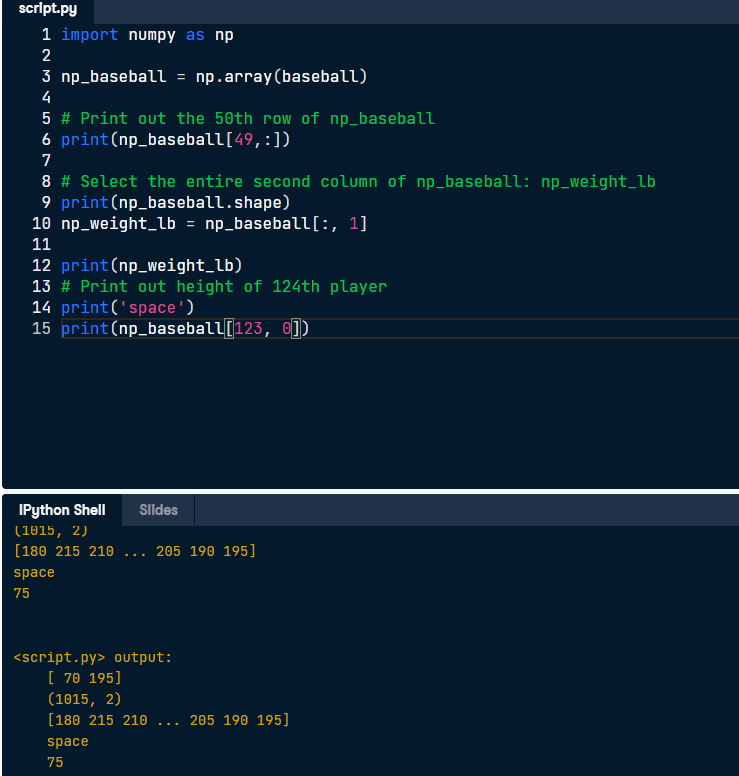 script.py
1 import numpy as np
2
3 np_baseball = np.array(baseball)
4
5 # Print out the 50th row of np_baseball
6 print(np_baseball[49,:])
7
8 # Select the entire second column of np_baseball: np_weight_lb
9 print(np_baseball.shape)
10 np_weight_lb = np_baseball[:, 1]
11
12 print(np_weight_lb)
13 # Print out height of 124th player
14 print('space')
15 print(np_baseball[123, 0])
IPython Shell Slides
(1015, 2)
[180 215 210 ... 205 190 195]
space
75
<script.py> output:
[ 70 195]
(1015, 2)
[180 215 210 ... 205 190 195]
space
75